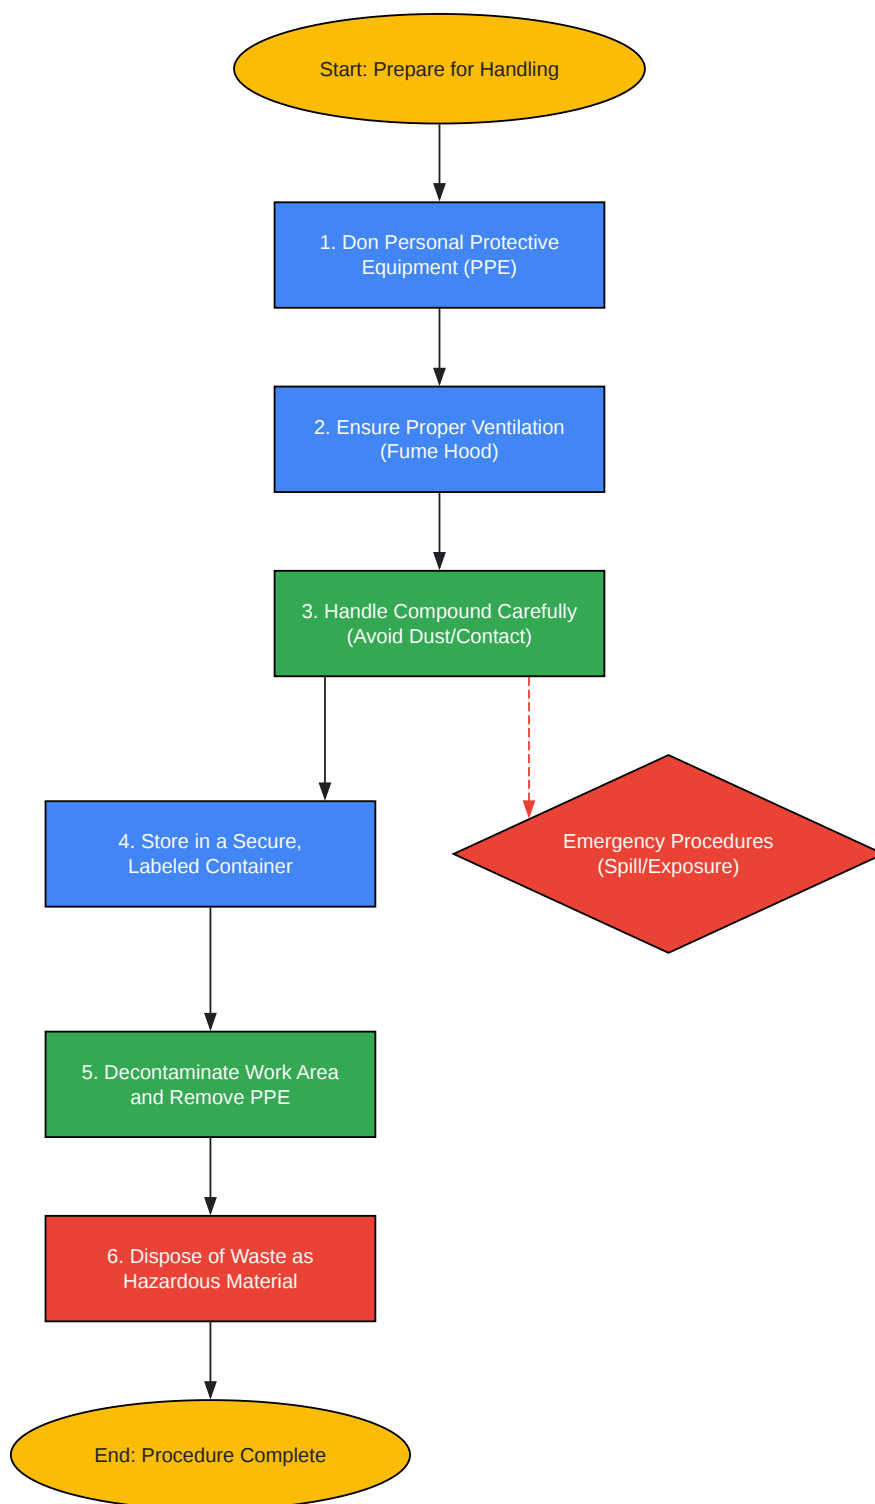 Start: Prepare for Handling
1. Don Personal Protective
Equipment (PPE)
2. Ensure Proper Ventilation
(Fume Hood)
3. Handle Compound Carefully
(Avoid Dust/Contact)
4. Store in a Secure,
Labeled Container
Emergency Procedures
(Spill/Exposure)
5. Decontaminate Work Area
and Remove PPE
6. Dispose of Waste as
Hazardous Material
End: Procedure Complete